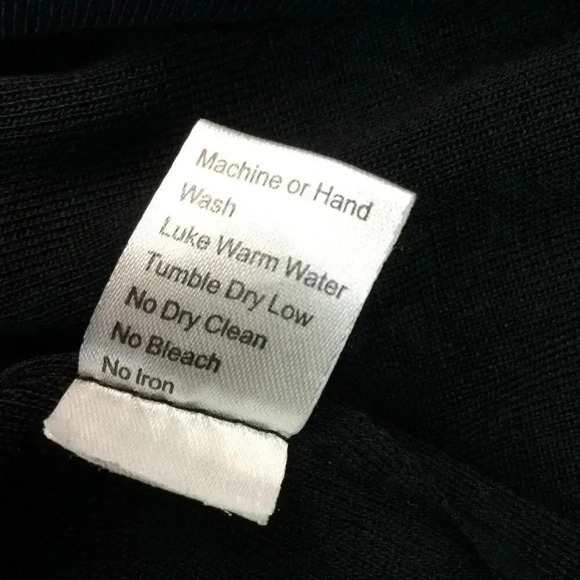 Machine or Hand
Wash
Luke Warm Water
Tumble Dry Low
No Dry Clean
No Bleach
No Iron